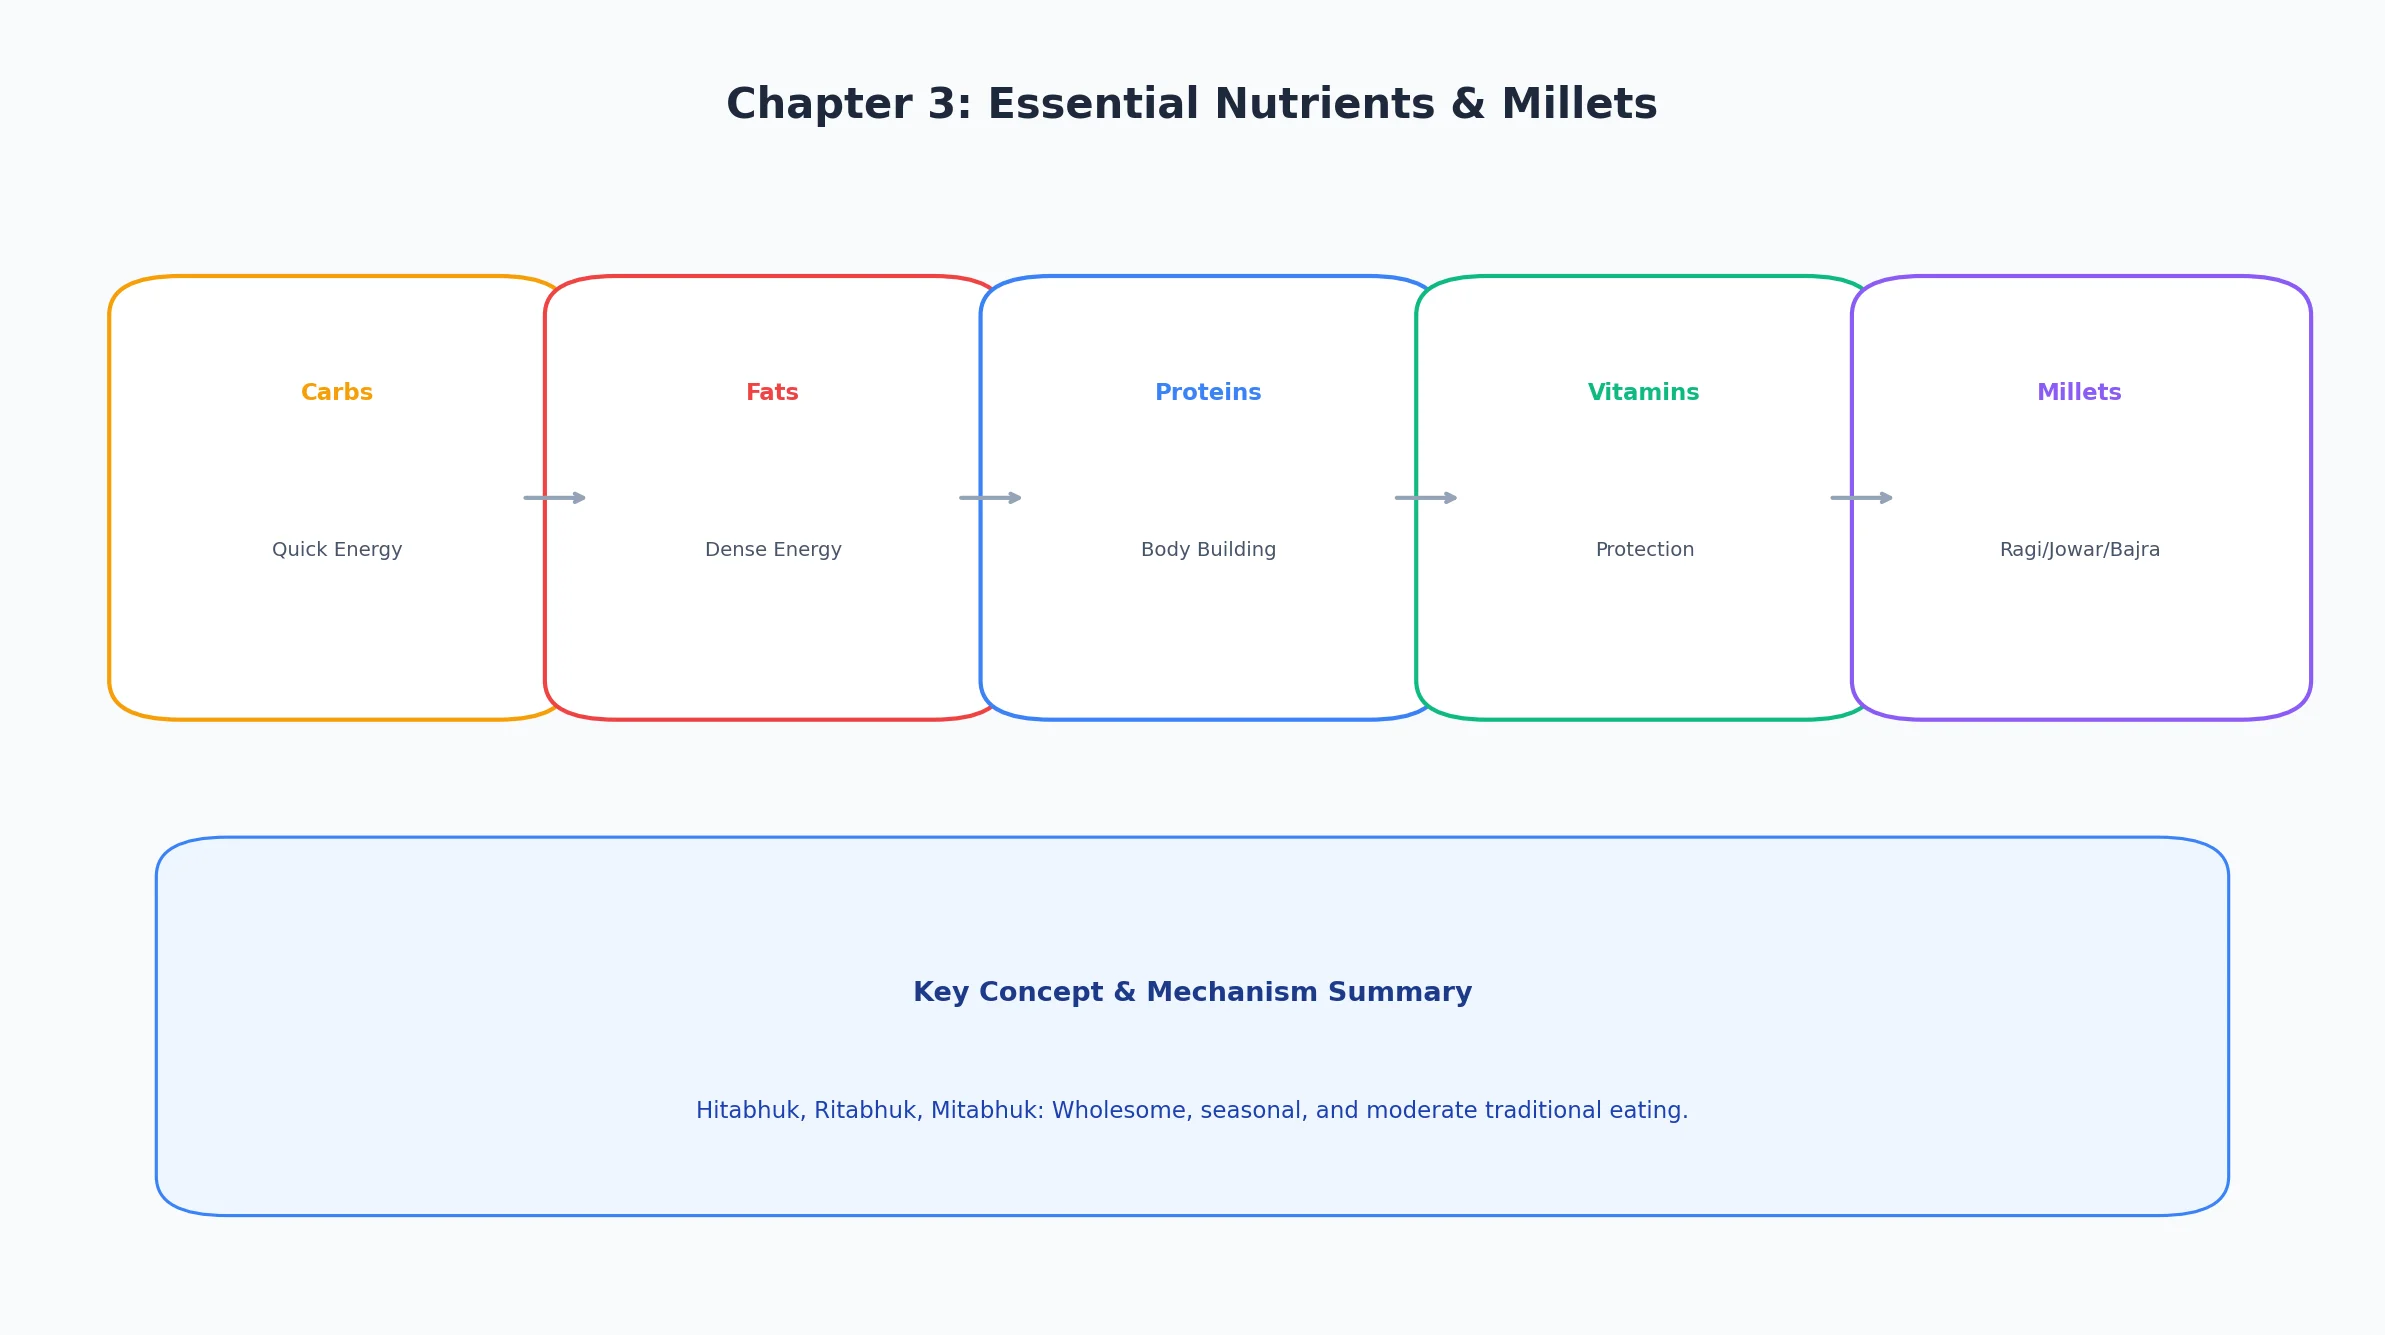 Chapter 3: Essential Nutrients & Millets
Carbs
Quick Energy
Fats
Dense Energy
Proteins
Body Building
Vitamins
Protection
Millets
Ragi/Jowar/Bajra
Key Concept & Mechanism Summary
Hitabhuk, Ritabhuk, Mitabhuk: Wholesome, seasonal, and moderate traditional eating.